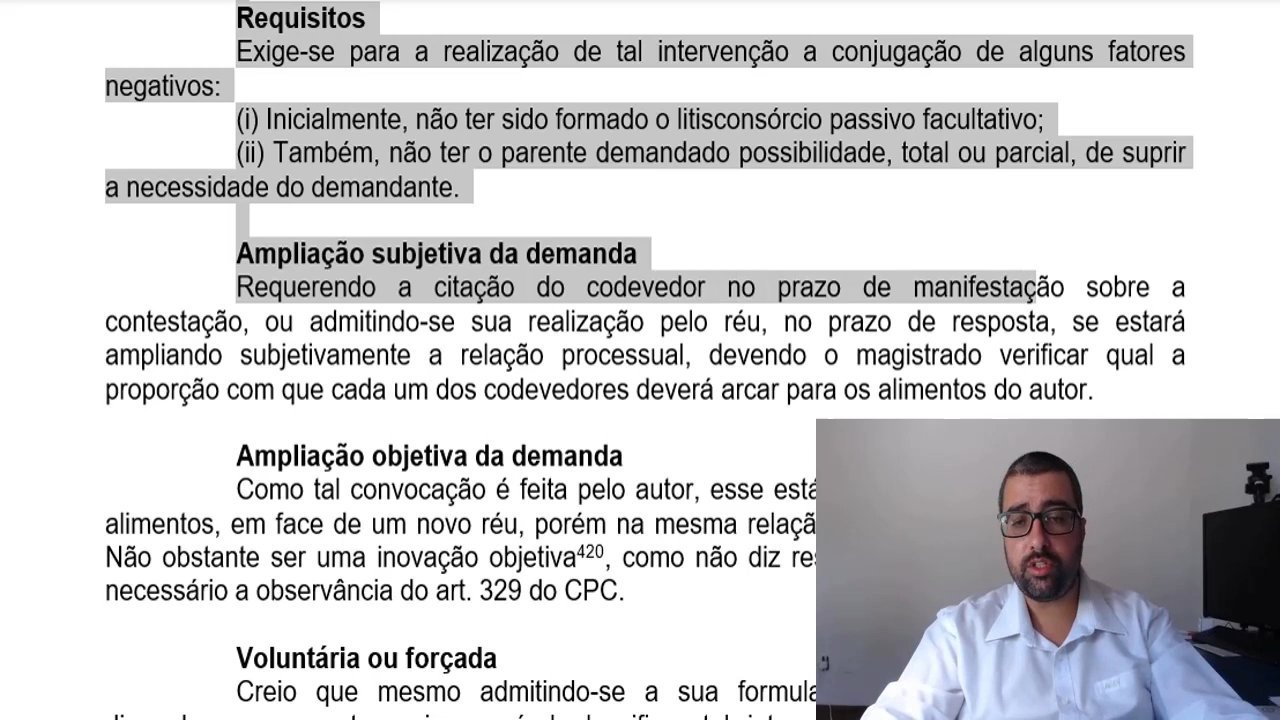 Requisitos
Exige-se para a realização de tal intervenção a conjugação de alguns fatores
negativos:
(i) Inicialmente, não ter sido formado o litisconsórcio passivo facultativo;
(ii) Também, não ter o parente demandado possibilidade, total ou parcial, de suprir
a necessidade do demandante.
Ampliação subjetiva da demanda
Requerendo a citação do codevedor no prazo de manifestação sobre a
contestação, ou admitindo-se sua realização pelo réu, no prazo de resposta, se estará
ampliando subjetivamente a relação processual, devendo o magistrado verificar qual a
proporção com que cada um dos codevedores deverá arcar para os alimentos do autor.
Ampliação objetiva da demanda
Como tal convocação é feita pelo autor, esse está
alimentos, em face de um novo réu, porém na mesma
Não obstante ser uma inovação objetiva⁴²⁰, como não diz
necessário a observância do art. 329 do CPC.
Voluntária ou forçada
Creio que mesmo admitindo-se a sua